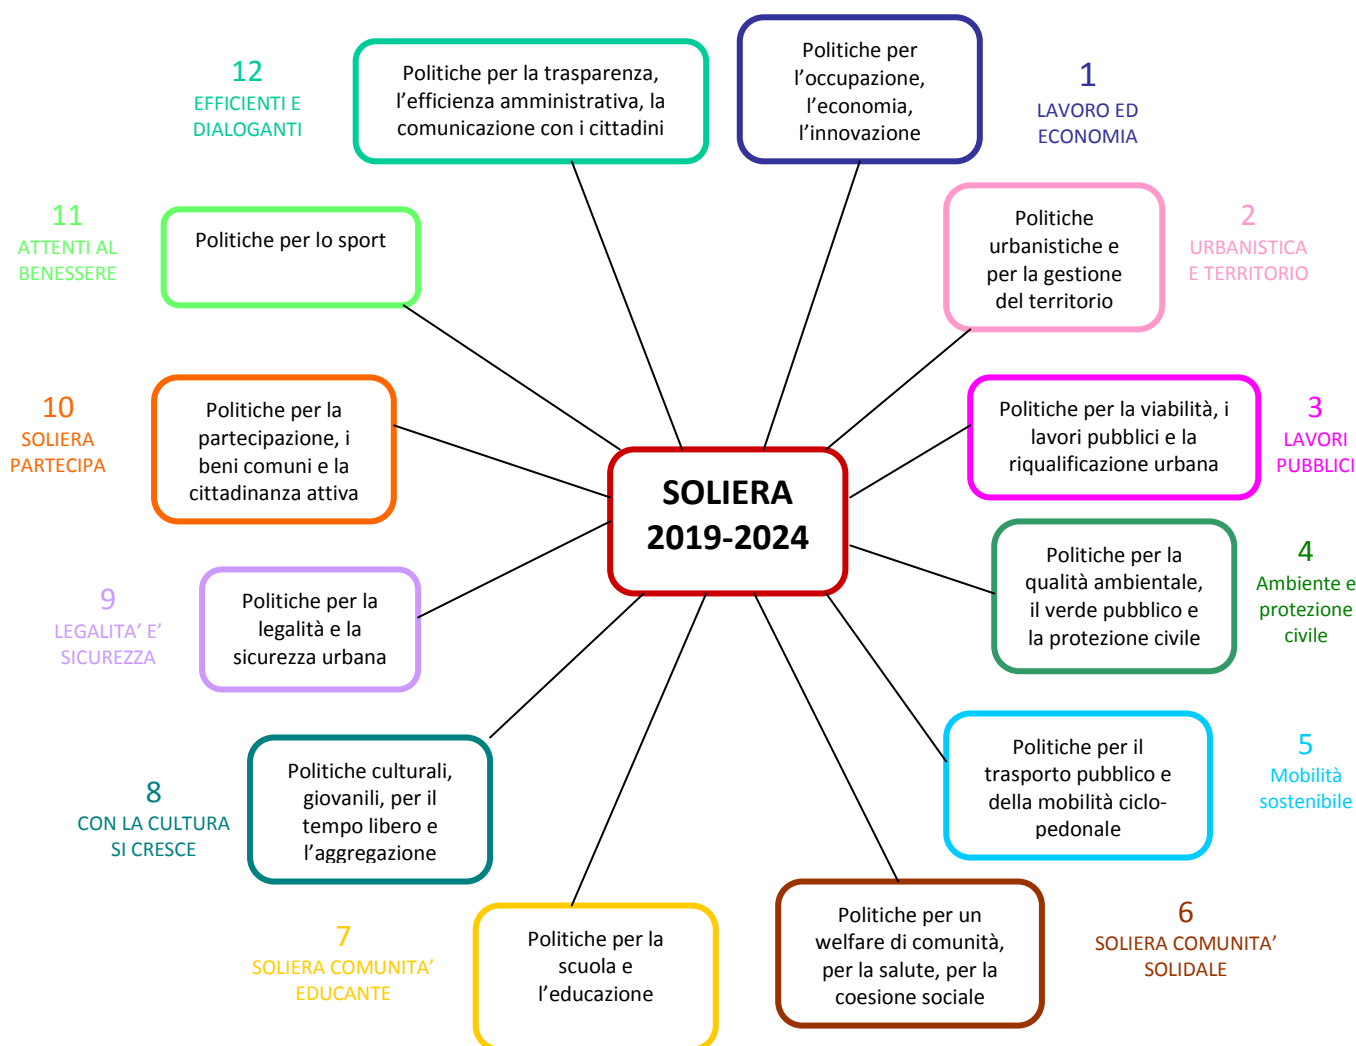 12
EFFICIENTI E
DIALOGANTI
Politiche per la trasparenza,
l’efficienza amministrativa, la
comunicazione con i cittadini
Politiche per
l’occupazione,
l’economia,
l’innovazione
1
LAVORO ED
ECONOMIA
11
ATTENTI AL
BENESSERE
Politiche per lo sport
Politiche
urbanistiche e
per la gestione
del territorio
2
URBANISTICA
E TERRITORIO
10
SOLIERA
PARTECIPA
Politiche per la
partecipazione, i
beni comuni e la
cittadinanza attiva
SOLIERA
2019-2024
Politiche per la viabilità, i
lavori pubblici e la
riqualificazione urbana
3
LAVORI
PUBBLICI
9
LEGALITA’ E’
SICUREZZA
Politiche per la
legalità e la
sicurezza urbana
Politiche per la
qualità ambientale,
il verde pubblico e
la protezione civile
4
Ambiente e
protezione
civile
8
CON LA CULTURA
SI CRESCE
Politiche culturali,
giovanili, per il
tempo libero e
l’aggregazione
Politiche per il
trasporto pubblico e
della mobilità ciclo-
pedonale
5
Mobilità
sostenibile
7
SOLIERA COMUNITA’
EDUCANTE
Politiche per la
scuola e
l’educazione
Politiche per un
welfare di comunità,
per la salute, per la
coesione sociale
6
SOLIERA COMUNITA’
SOLIDALE